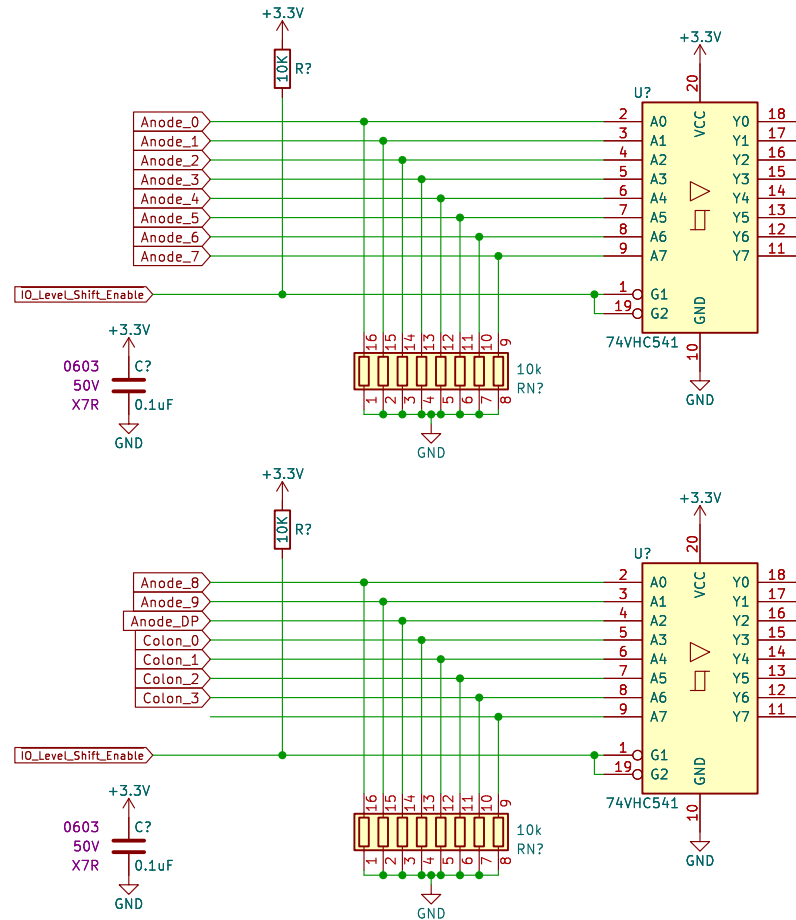 +3.3V
10K
R?
+3.3V
20
U?
VCC
Anode_0
2
A0
Y0
18
Anode_1
3
A1
Y1
17
Anode_2
4
A2
Y2
16
Anode_3
5
A3
Y3
15
Anode_4
6
A4
Y4
14
Anode_5
7
A5
Y5
13
Anode_6
8
A6
Y6
12
Anode_7
9
A7
Y7
11
IO_Level_Shift_Enable
1
G1
19
G2
GND
74VHC541
10
GND
16
15
14
13
12
11
10
9
10k
RN?
1
2
3
4
5
6
7
8
GND
+3.3V
0603
C?
50V
X7R
0.1uF
GND
+3.3V
10K
R?
+3.3V
20
U?
VCC
Anode_8
2
A0
Y0
18
Anode_9
3
A1
Y1
17
Anode_DP
4
A2
Y2
16
Colon_0
5
A3
Y3
15
Colon_1
6
A4
Y4
14
Colon_2
7
A5
Y5
13
Colon_3
8
A6
Y6
12
9
A7
Y7
11
IO_Level_Shift_Enable
1
G1
19
G2
GND
74VHC541
10
GND
16
15
14
13
12
11
10
9
10k
RN?
1
2
3
4
5
6
7
8
GND
+3.3V
0603
C?
50V
X7R
0.1uF
GND